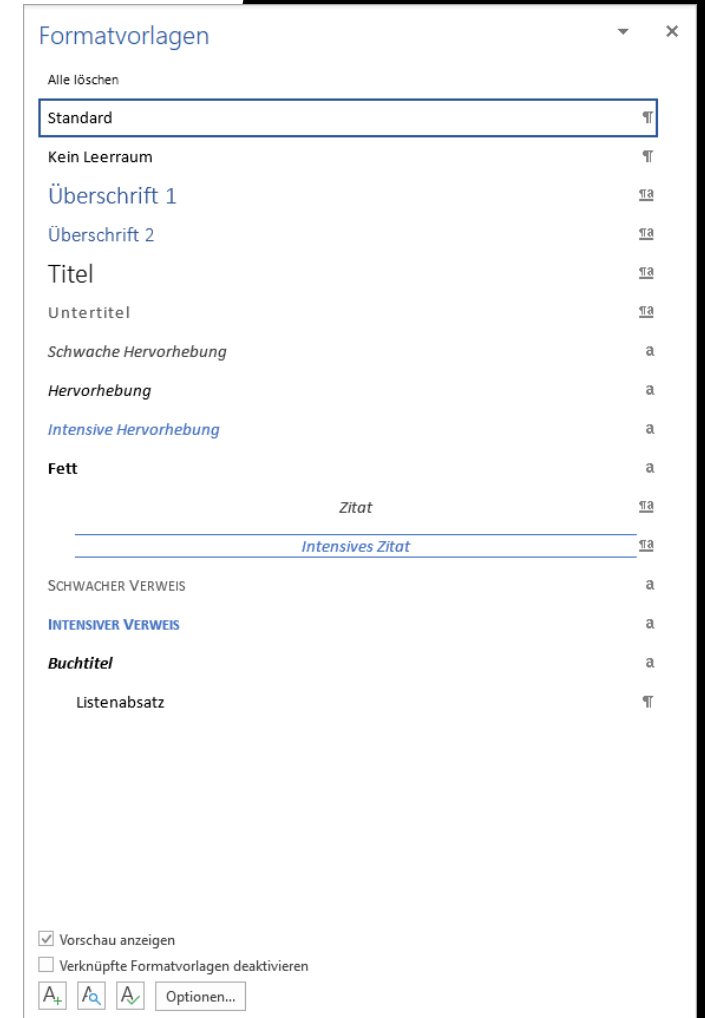 Formatvorlagen
Alle löschen
Standard ¶
Kein Leerraum ¶
Überschrift 1 ¶a
Überschrift 2 ¶a
Titel ¶a
Untertitel ¶a
Schwache Hervorhebung a
Hervorhebung a
Intensive Hervorhebung a
Fett a
Zitat ¶a
Intensives Zitat ¶a
SCHWACHER VERWEIS a
INTENSIVER VERWEIS a
Buchtitel a
Listenabsatz ¶
Vorschau anzeigen
Verknüpfte Formatvorlagen deaktivieren
Optionen...